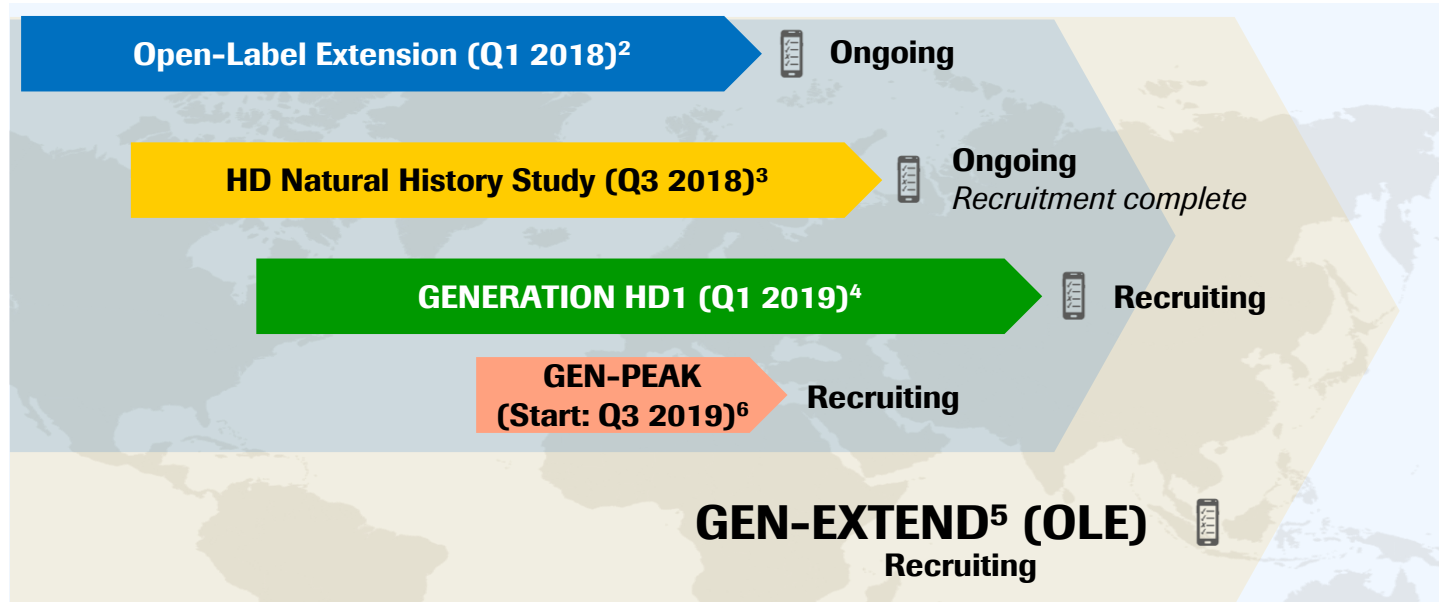 Open-Label Extension (Q1 2018)²
Ongoing
HD Natural History Study (Q3 2018)³
Ongoing
Recruitment complete
GENERATION HD1 (Q1 2019)⁴
Recruiting
GEN-PEAK
(Start: Q3 2019)⁶
Recruiting
GEN-EXTEND⁵ (OLE)
Recruiting